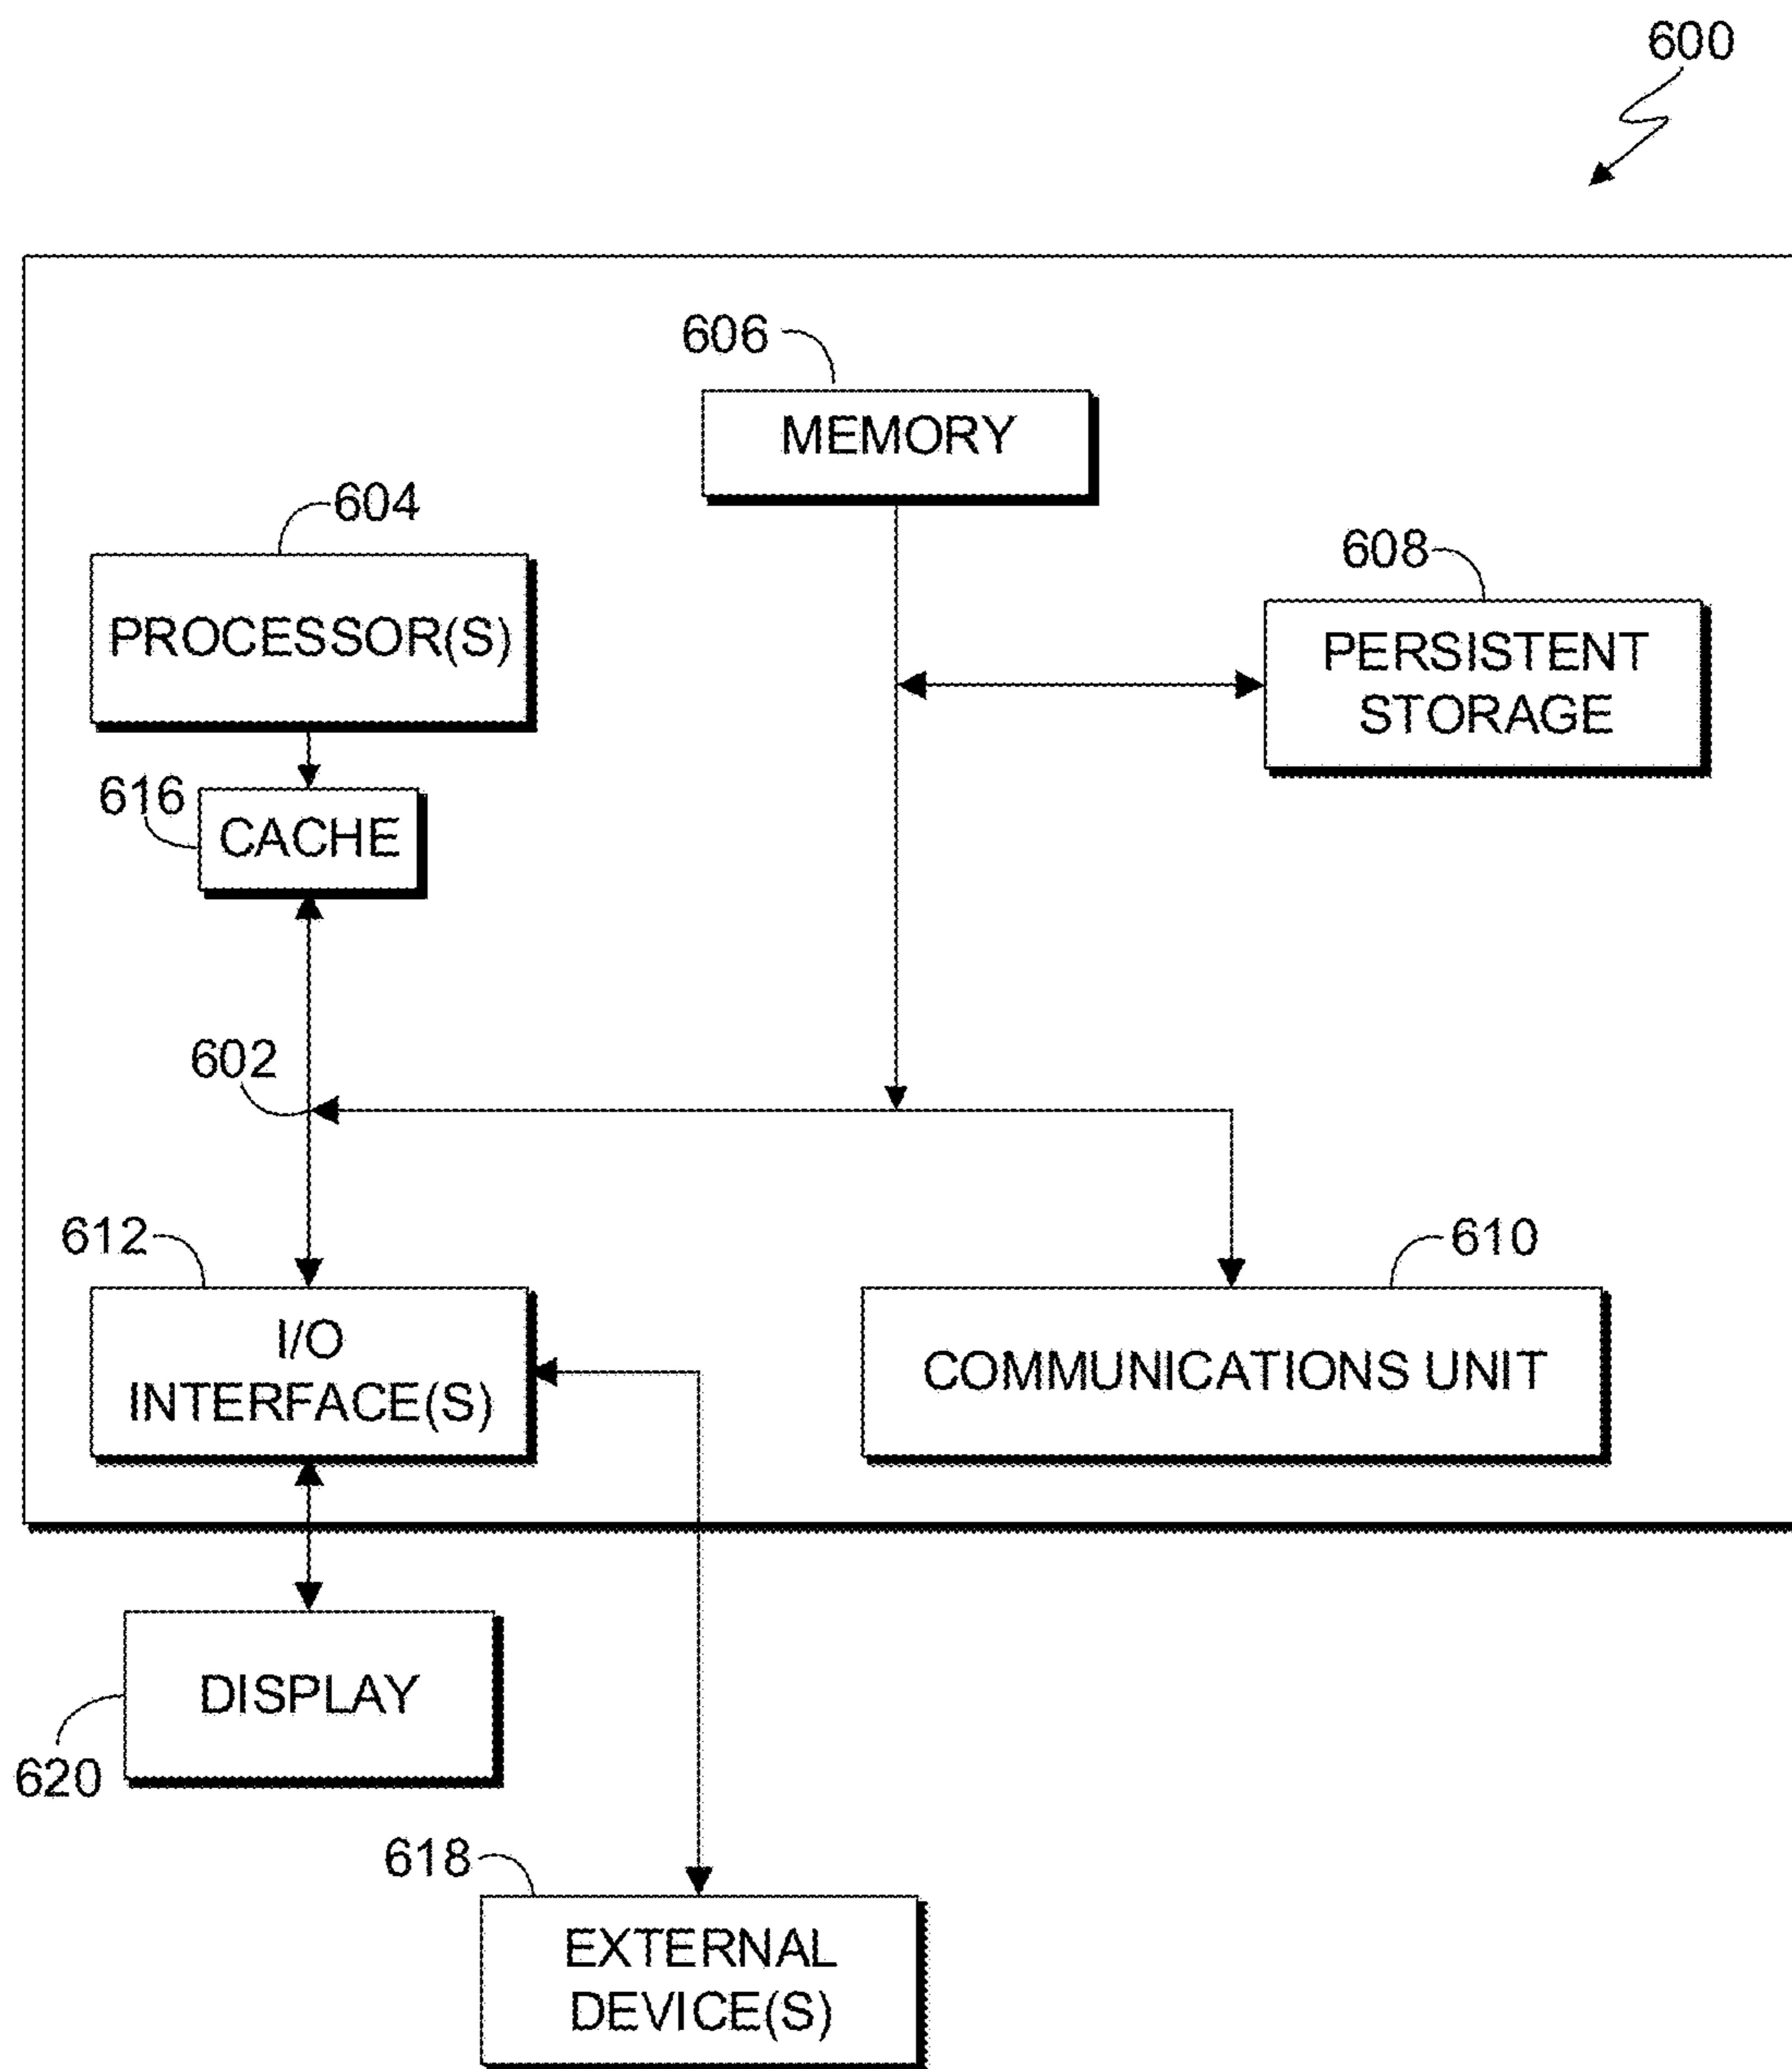 600
606
MEMORY
604
PROCESSOR(S)
608
PERSISTENT
STORAGE
616
CACHE
602
612
I/O
INTERFACE(S)
610
COMMUNICATIONS UNIT
DISPLAY
620
618
EXTERNAL
DEVICE(S)